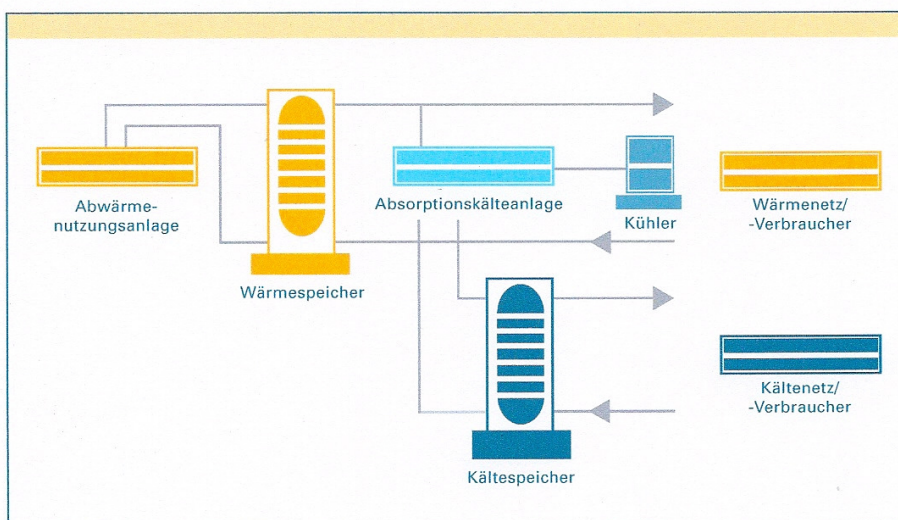 Abwärme-
nutzungsanlage
Wärmespeicher
Absorptionskälteanlage
Kühler
Wärmenetz/
-Verbraucher
Kältespeicher
Kältenetz/
-Verbraucher